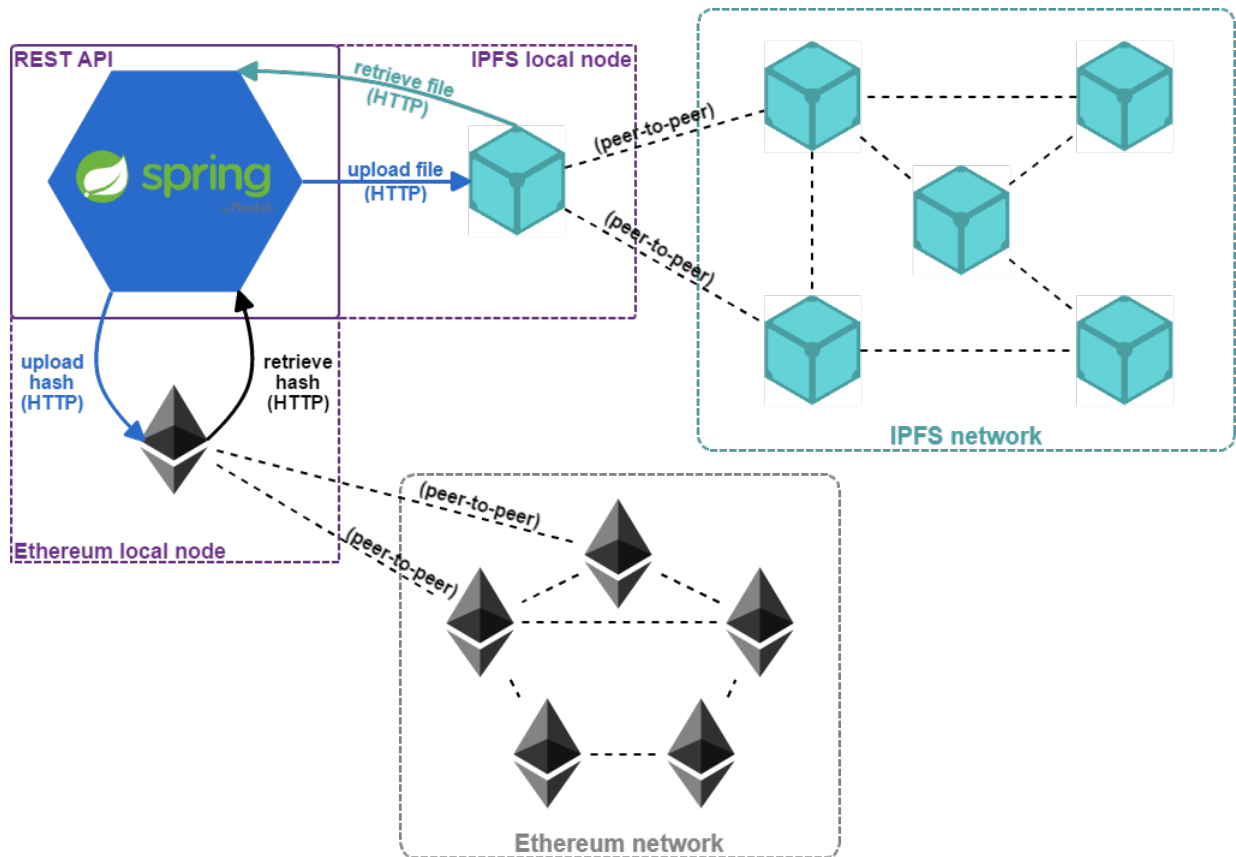 REST API
IPFS local node
retrieve file
(HTTP)
spring
by Pivotal
upload file
(HTTP)
(peer-to-peer)
(peer-to-peer)
IPFS network
upload
hash
(HTTP)
retrieve
hash
(HTTP)
Ethereum local node
(peer-to-peer)
(peer-to-peer)
Ethereum network